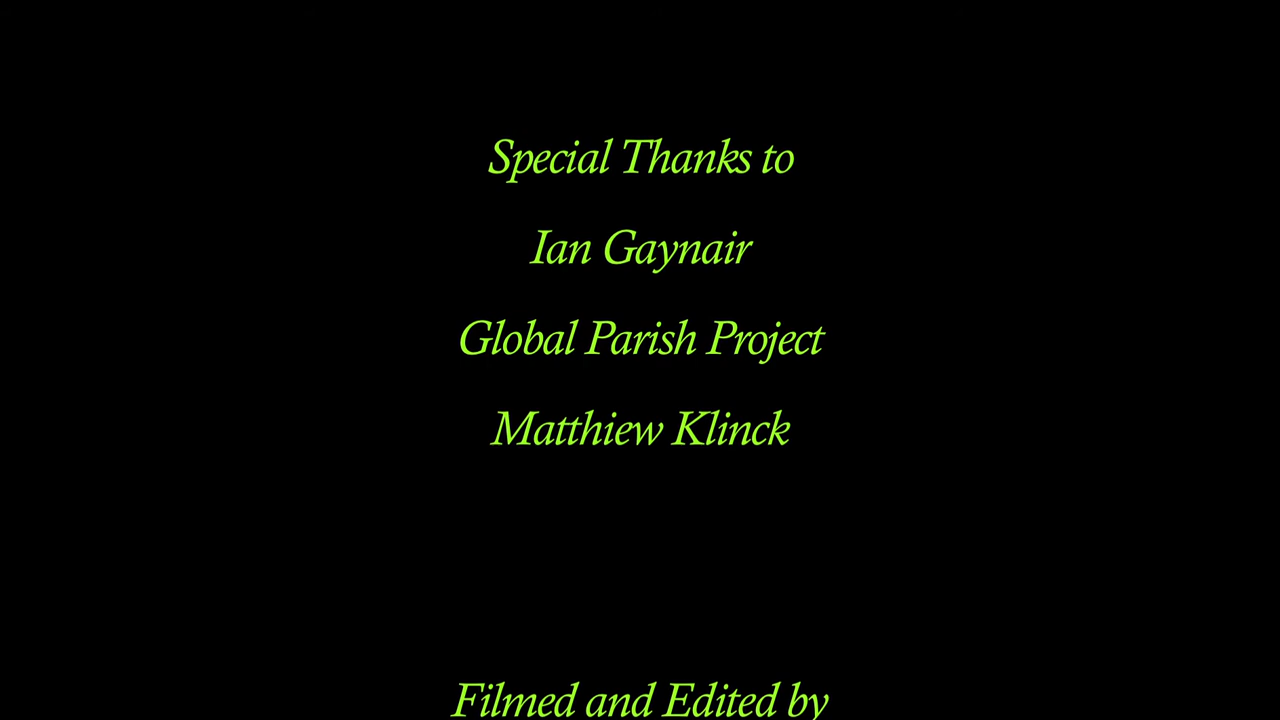 Special Thanks to
Ian Gaynair
Global Parish Project
Matthiew Klinck
Filmed and Edited by